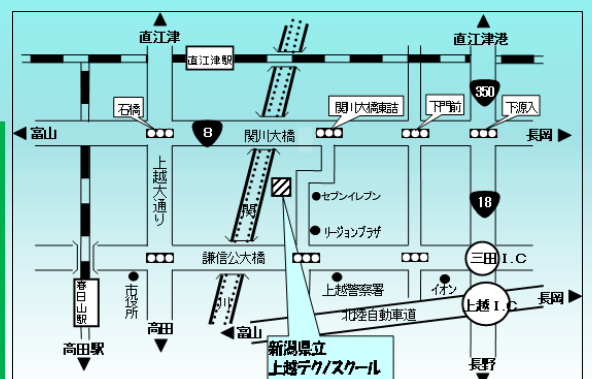 直江津
直江津港
直江津駅
350
石橋
関川大橋東詰
下門前
下源入
富山
8
関川大橋
長岡
上越大通り
セブンイレブン
18
関
リージョンプラザ
謙信公大橋
三田I.C
春日山駅
市役所
川
上越警察署
イオン
上越I.C
長岡
高田
富山
北陸自動車道
高田駅
新潟県立
上越テクノスクール
長野